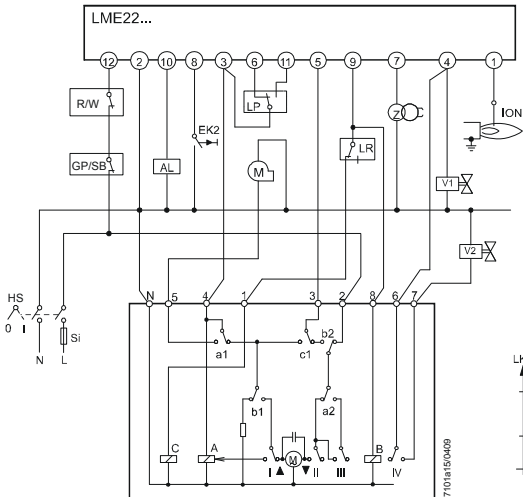 LME22...
12 2 10 8 3 6 11 5 9 7 4 1
R/W
LP
EK2
Z
ION
GP/SB
AL
M
LR
V1
V2
HS
0 I
Si
N L
N 5 4 1 3 2 8 6 7
a1 c1 b2
b1 a2
C A I M II III B IV
7101a15/0409
LK